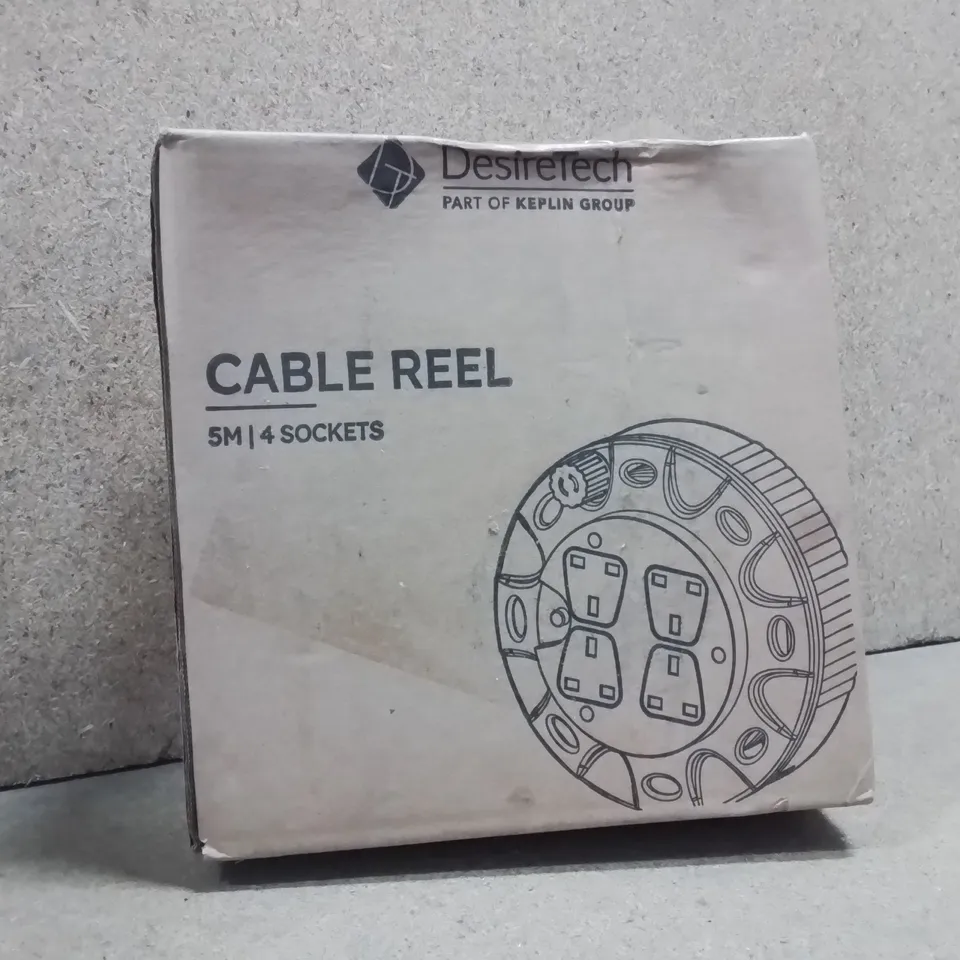 DesireTech
PART OF KEPLIN GROUP
CABLE REEL
5M | 4 SOCKETS